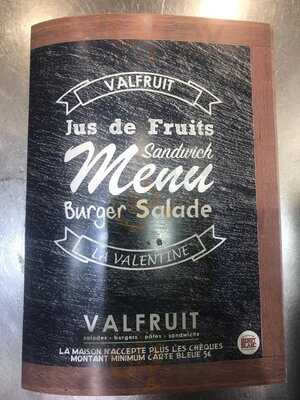 VALFRUIT
Jus de Fruits
Sandwich
Menu
Burger Salade
LA VALENTINE
VALFRUIT
salades - burgers - pâtes - sandwichs
LA MAISON N'ACCEPTE PLUS LES CHÈQUES
MONTANT MINIMUM CARTE BLEUE 5€